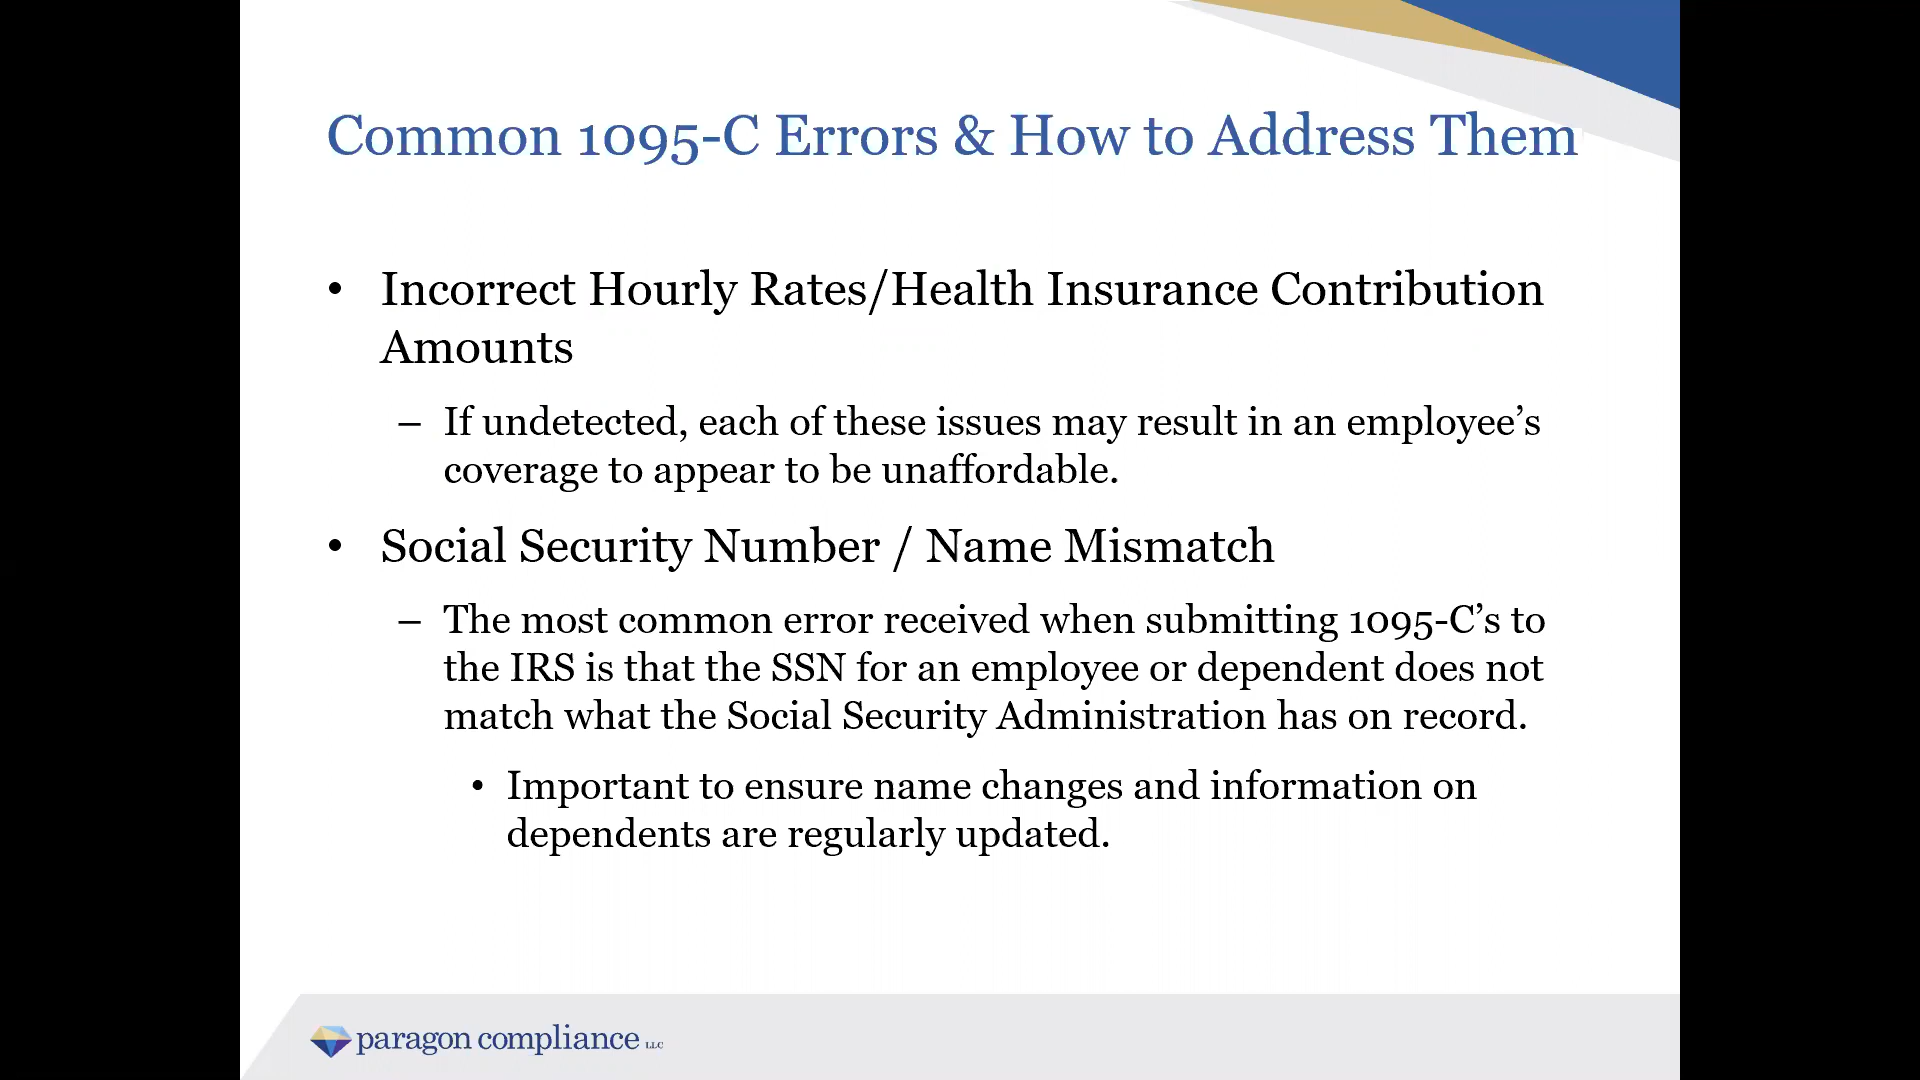 Common 1095-C Errors & How to Address Them
• Incorrect Hourly Rates/Health Insurance Contribution
Amounts
– If undetected, each of these issues may result in an employee’s
coverage to appear to be unaffordable.
• Social Security Number / Name Mismatch
– The most common error received when submitting 1095-C’s to
the IRS is that the SSN for an employee or dependent does not
match what the Social Security Administration has on record.
• Important to ensure name changes and information on
dependents are regularly updated.
paragon compliance LLC